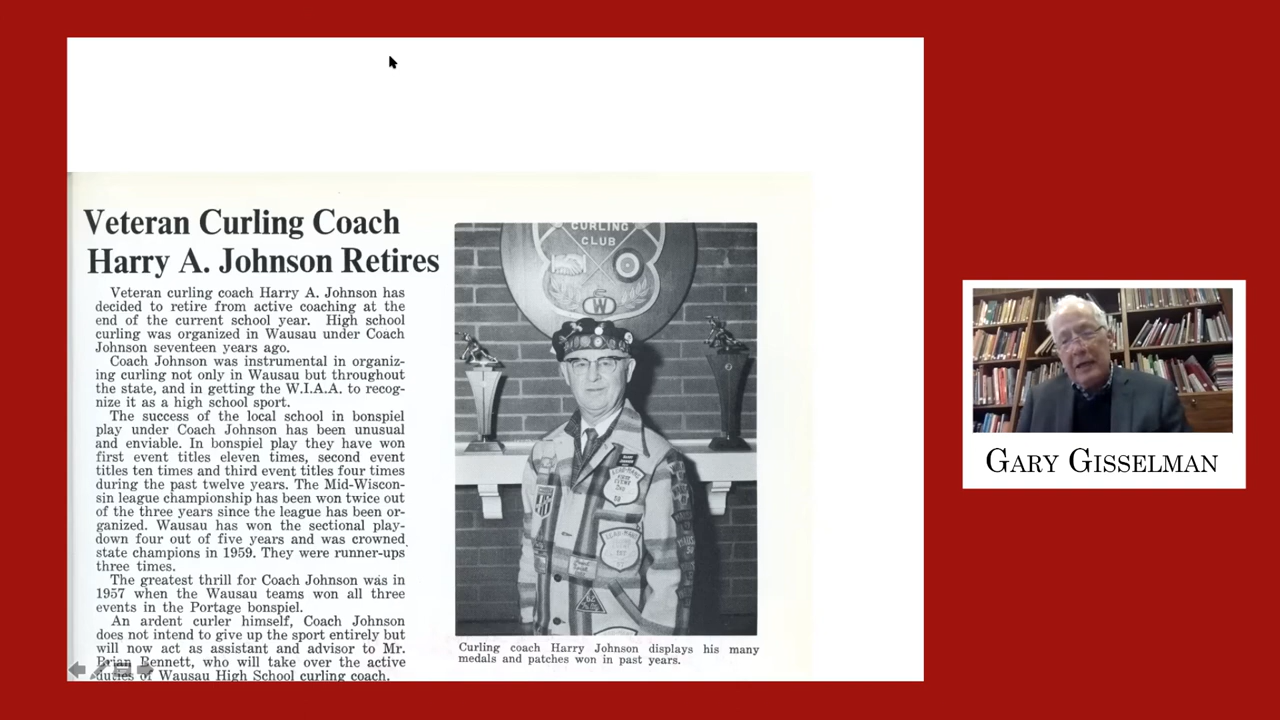 Veteran Curling Coach
Harry A. Johnson Retires
Veteran curling coach Harry A. Johnson has
decided to retire from active coaching at the
end of the current school year. High school
curling was organized in Wausau under Coach
Johnson seventeen years ago.
Coach Johnson was instrumental in organiz-
ing curling not only in Wausau but throughout
the state, and in getting the W.I.A.A. to recog-
nize it as a high school sport.
The success of the local school in bonspiel
play under Coach Johnson has been unusual
and enviable. In bonspiel play they have won
first event titles eleven times, second event
titles ten times and third event titles four times
during the past twelve years. The Mid-Wiscon-
sin league championship has been won twice out
of the three years since the league has been or-
ganized. Wausau has won the sectional play-
down four out of five years and was crowned
state champions in 1959. They were runner-ups
three times.
The greatest thrill for Coach Johnson was in
1957 when the Wausau teams won all three
events in the Portage bonspiel.
An ardent curler himself, Coach Johnson
does not intend to give up the sport entirely but
will now act as assistant and advisor to Mr.
Brian Bennett, who will take over the active
duties of Wausau High School curling coach.
CURLING
CLUB
W
Curling coach Harry Johnson displays his many
medals and patches won in past years.
GARY GISSELMAN